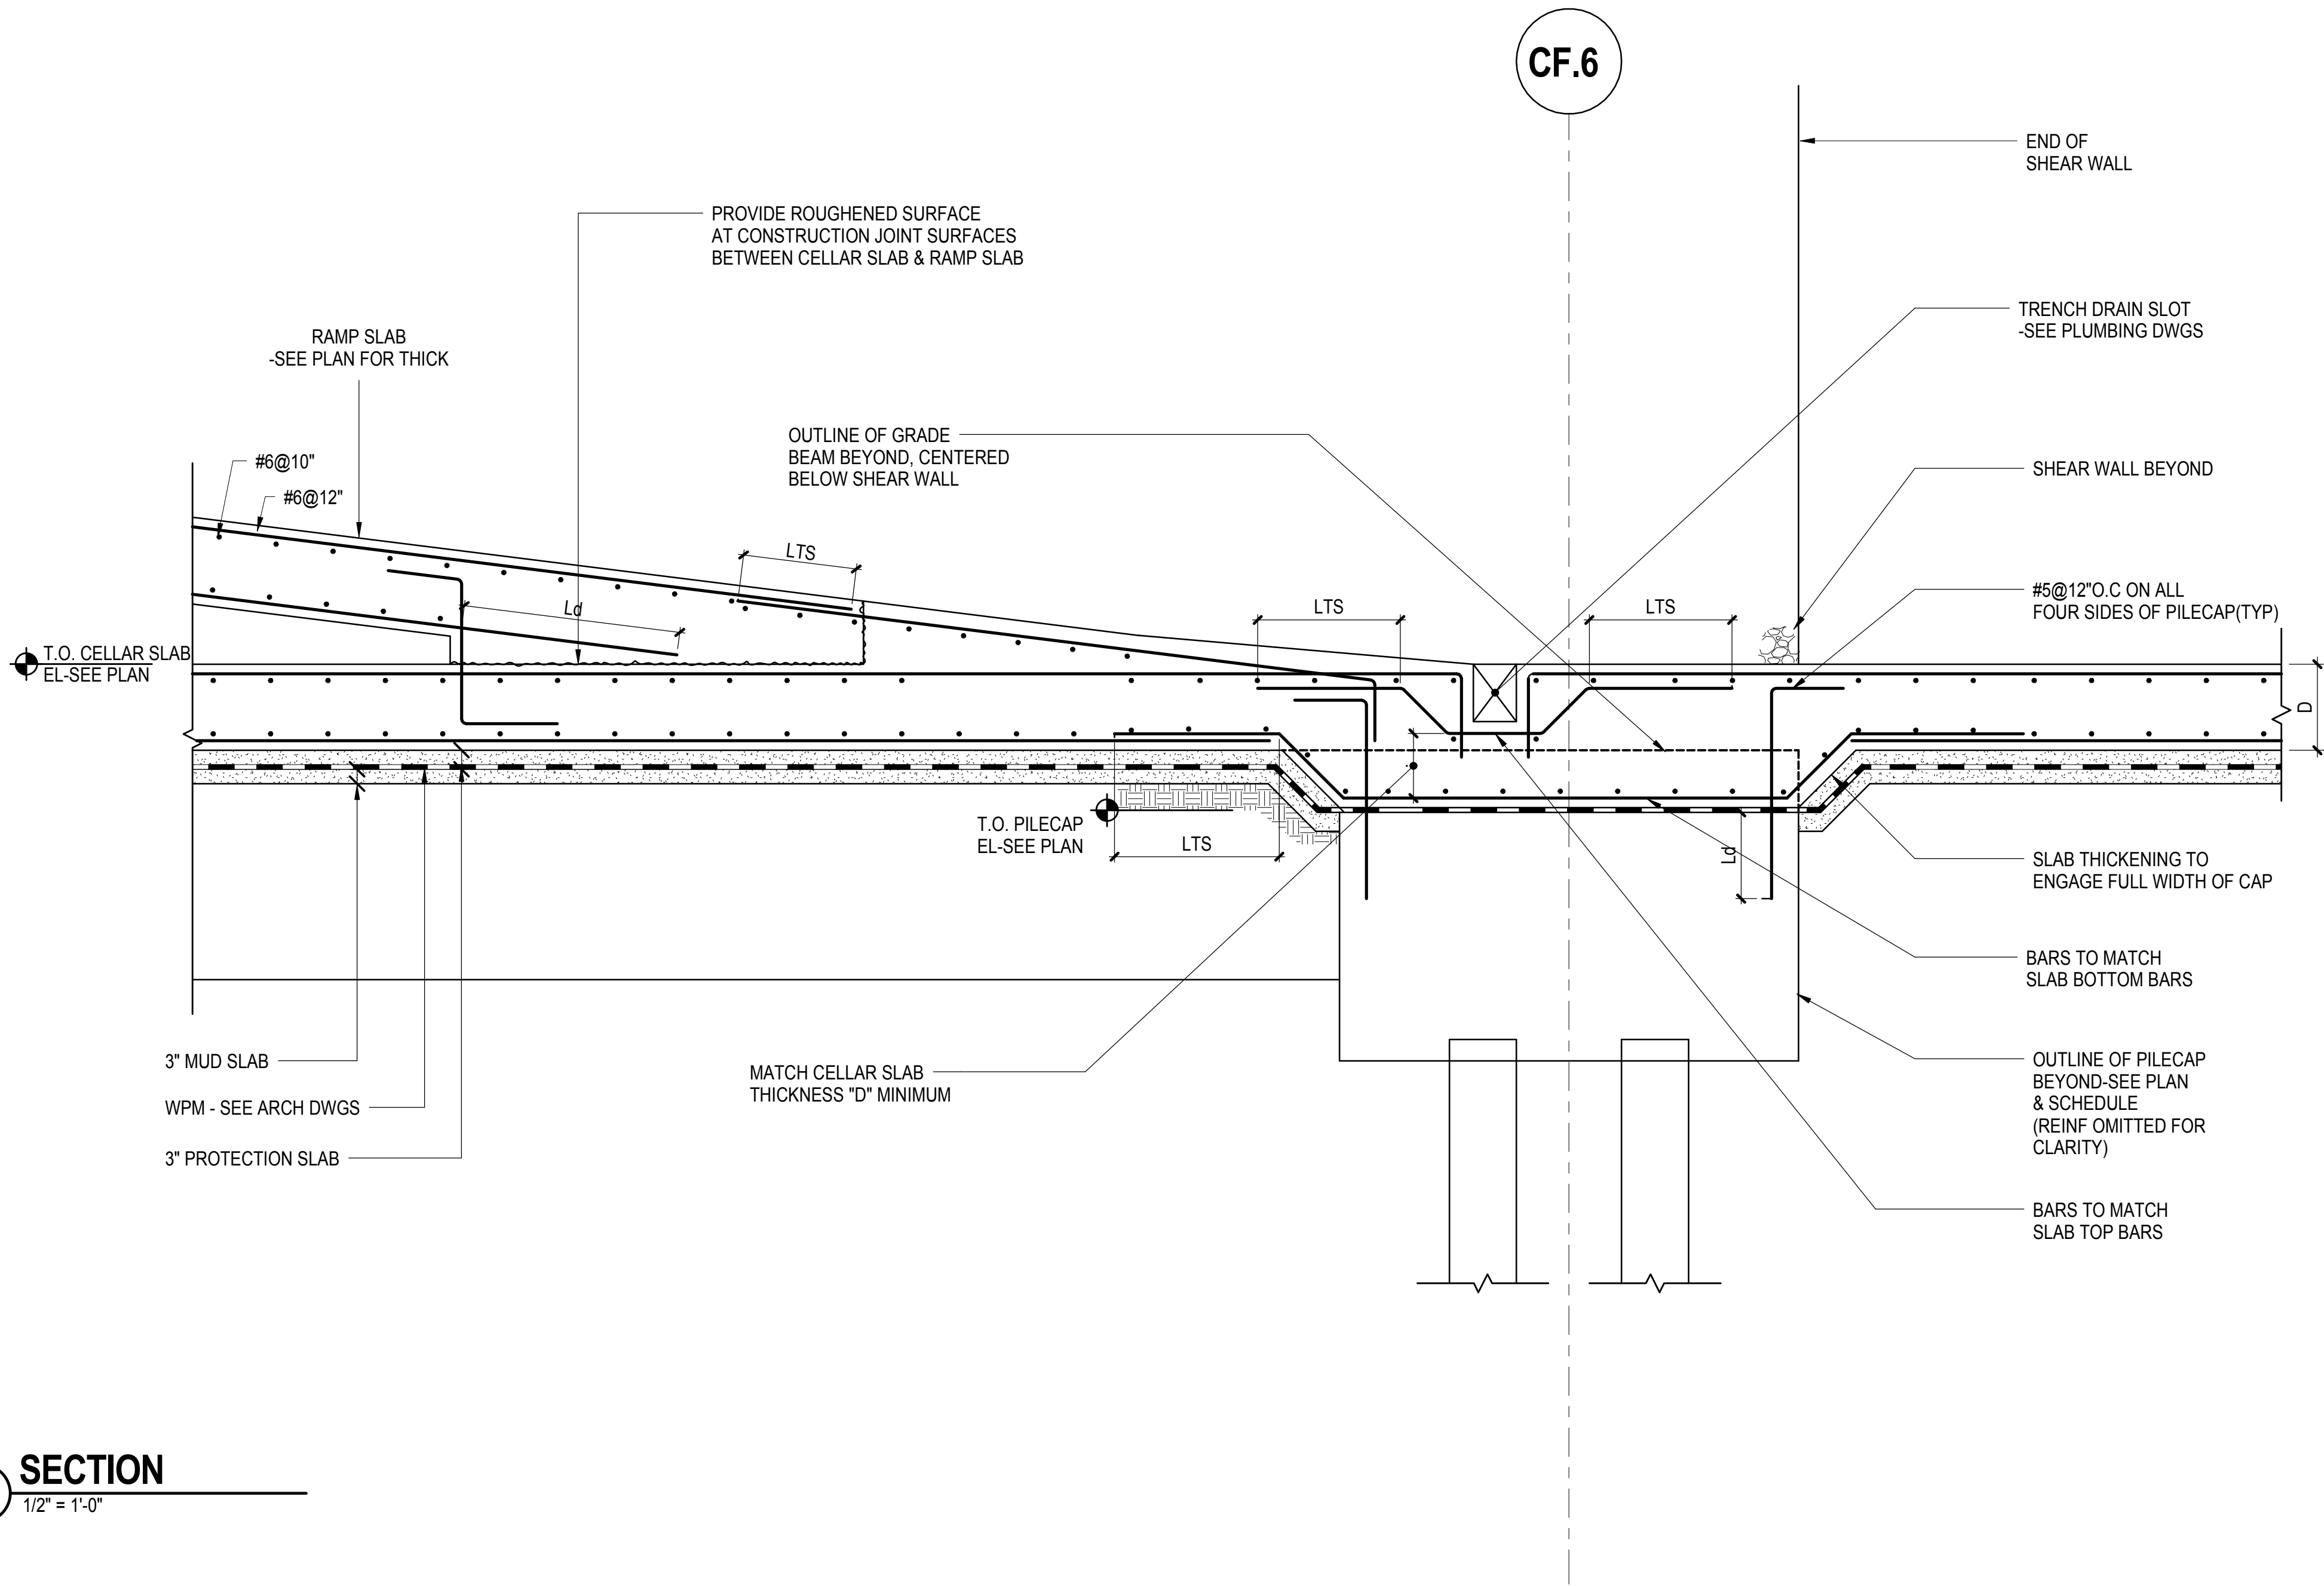 CF.6
END OF
SHEAR WALL
PROVIDE ROUGHENED SURFACE
AT CONSTRUCTION JOINT SURFACES
BETWEEN CELLAR SLAB & RAMP SLAB
TRENCH DRAIN SLOT
-SEE PLUMBING DWGS
RAMP SLAB
-SEE PLAN FOR THICK
OUTLINE OF GRADE
BEAM BEYOND, CENTERED
BELOW SHEAR WALL
#6@10"
#6@12"
SHEAR WALL BEYOND
LTS
Ld
LTS
LTS
#5@12"O.C ON ALL
FOUR SIDES OF PILECAP(TYP)
T.O. CELLAR SLAB
EL-SEE PLAN
D
T.O. PILECAP
EL-SEE PLAN
LTS
Ld
SLAB THICKENING TO
ENGAGE FULL WIDTH OF CAP
BARS TO MATCH
SLAB BOTTOM BARS
3" MUD SLAB
WPM - SEE ARCH DWGS
3" PROTECTION SLAB
MATCH CELLAR SLAB
THICKNESS "D" MINIMUM
OUTLINE OF PILECAP
BEYOND-SEE PLAN
& SCHEDULE
(REINF OMITTED FOR
CLARITY)
BARS TO MATCH
SLAB TOP BARS
SECTION
1/2" = 1'-0"